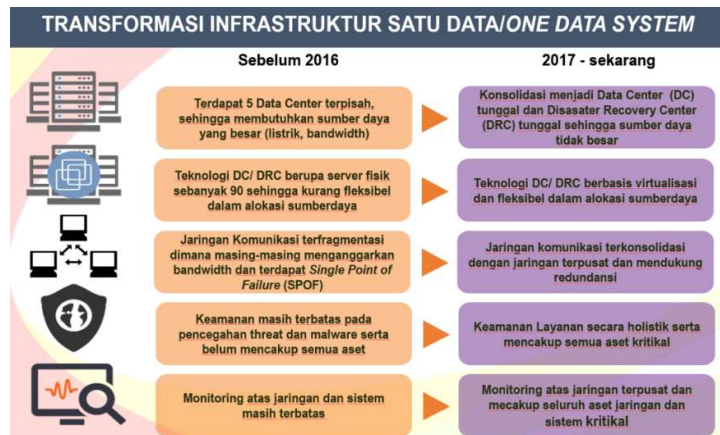 TRANSFORMASI INFRASTRUKTUR SATU DATA/ONE DATA SYSTEM
Sebelum 2016
2017 - sekarang
Terdapat 5 Data Center terpisah,
sehingga membutuhkan sumber daya
yang besar (listrik, bandwidth)
Konsolidasi menjadi Data Center (DC)
tunggal dan Disasater Recovery Center
(DRC) tunggal sehingga sumber daya
tidak besar
Teknologi DC/ DRC berupa server fisik
sebanyak 90 sehingga kurang fleksibel
dalam alokasi sumberdaya
Teknologi DC/ DRC berbasis virtualisasi
dan fleksibel dalam alokasi sumberdaya
Jaringan Komunikasi terfragmentasi
dimana masing-masing menganggarkan
bandwidth dan terdapat Single Point of
Failure (SPOF)
Jaringan komunikasi terkonsolidasi
dengan jaringan terpusat dan mendukung
redundansi
Keamanan masih terbatas pada
pencegahan threat dan malware serta
belum mencakup semua aset
Keamanan Layanan secara holistik serta
mencakup semua aset kritikal
Monitoring atas jaringan dan sistem
masih terbatas
Monitoring atas jaringan terpusat dan
mecakup seluruh aset jaringan dan
sistem kritikal